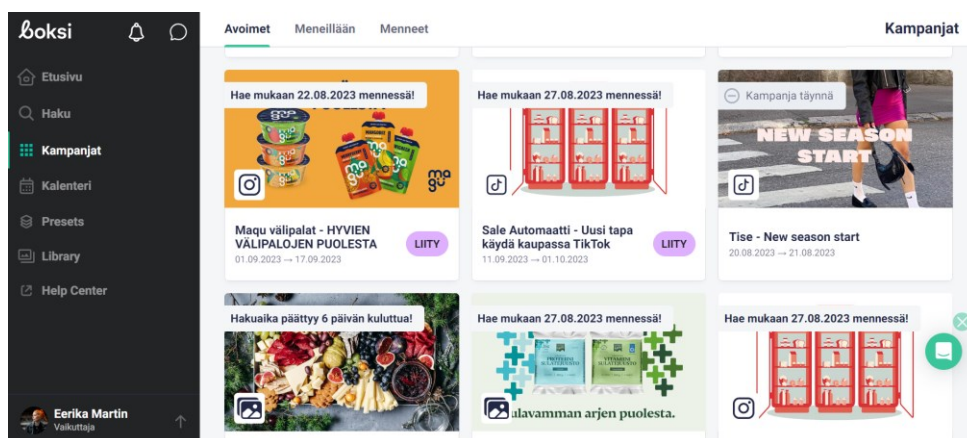 boksi
Avoimet Meneillään Menneet
Kampanjat
Etusivu
Haku
Kampanjat
Kalenteri
Presets
Library
Help Center
Eerika Martin
Vaikuttaja
Hae mukaan 22.08.2023 mennessä!
maqu
Maqu välipalat - HYVIEN
VÄLIPALOJEN PUOLESTA
LIITY
01.09.2023 → 17.09.2023
Hae mukaan 27.08.2023 mennessä!
Sale Automaatti - Uusi tapa
käydä kaupassa TikTok
LIITY
11.09.2023 → 01.10.2023
Kampanja täynnä
NEW SEASON
START
Tise - New season start
20.08.2023 → 21.08.2023
Hakuaika päättyy 6 päivän kuluttua!
Hae mukaan 27.08.2023 mennessä!
ulavamman arjen puolesta.
Hae mukaan 27.08.2023 mennessä!